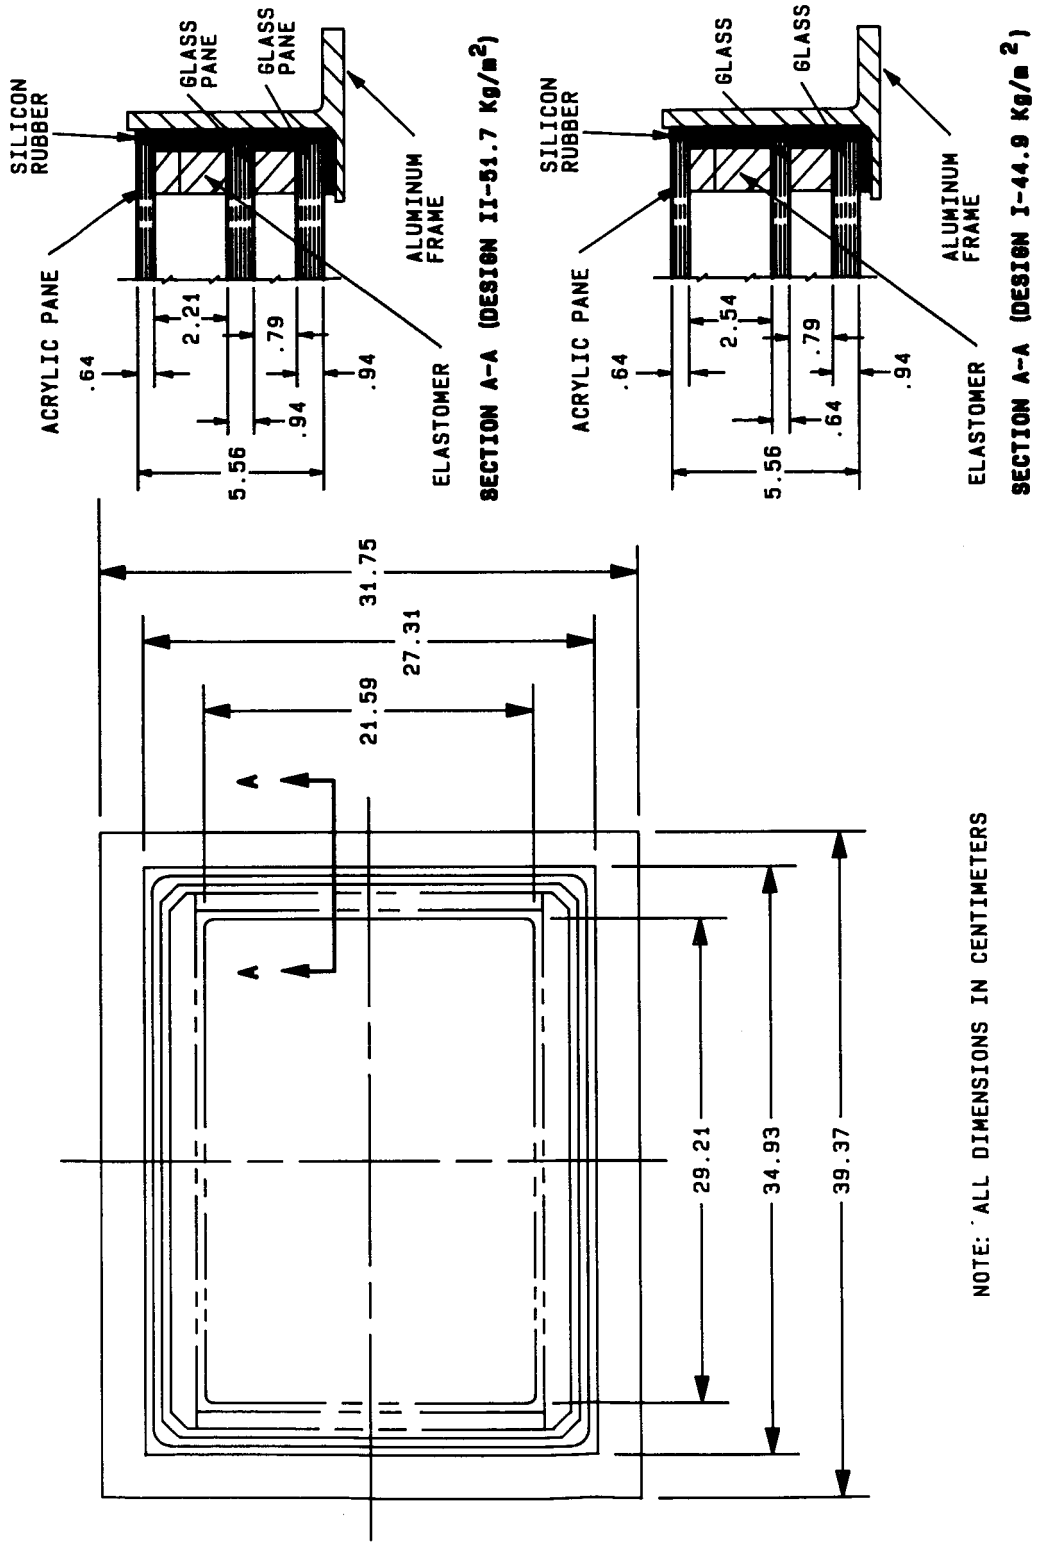 SILICON
RUBBER
GLASS
PANE
GLASS
PANE
ACRYLIC PANE
.64
2.21
.79
.94
.94
5.56
ALUMINUM
FRAME
ELASTOMER
SECTION A-A (DESIGN II-51.7 Kg/m²)
SILICON
RUBBER
GLASS
GLASS
ACRYLIC PANE
.64
2.54
.79
.94
.64
5.56
ALUMINUM
FRAME
ELASTOMER
SECTION A-A (DESIGN I-44.9 Kg/m²)
31.75
27.31
21.59
A
A
29.21
34.93
39.37
NOTE: ALL DIMENSIONS IN CENTIMETERS